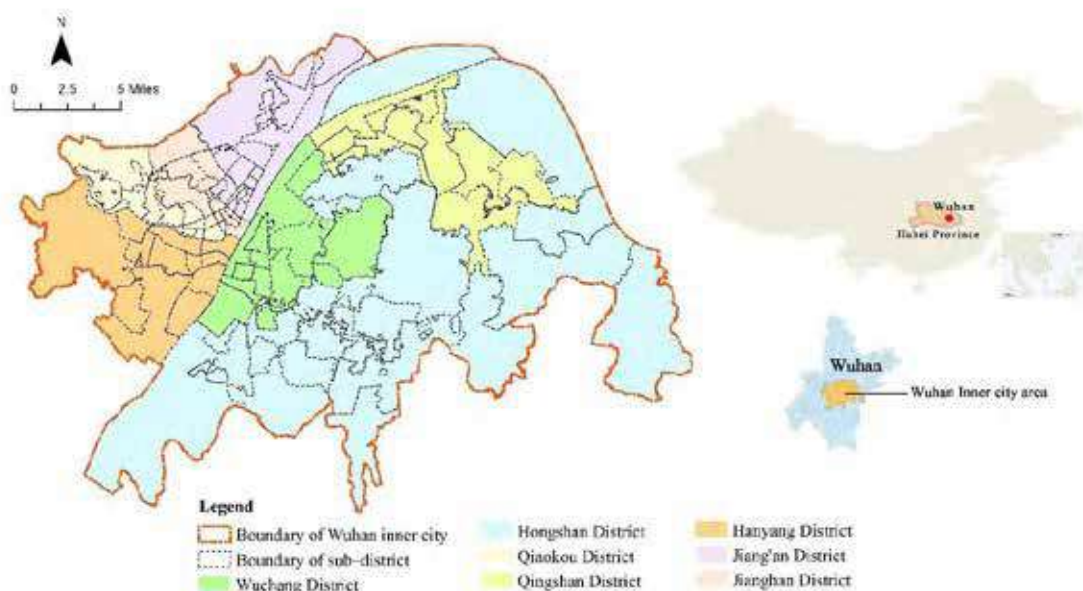 N
0 2.5 5 Miles
Wuhan
Hubei Province
Wuhan
Wuhan Inner city area
Legend
Boundary of Wuhan inner city
Boundary of sub-district
Wuchang District
Hongshan District
Qiaokou District
Qingshan District
Hanyang District
Jiang'an District
Jianghan District